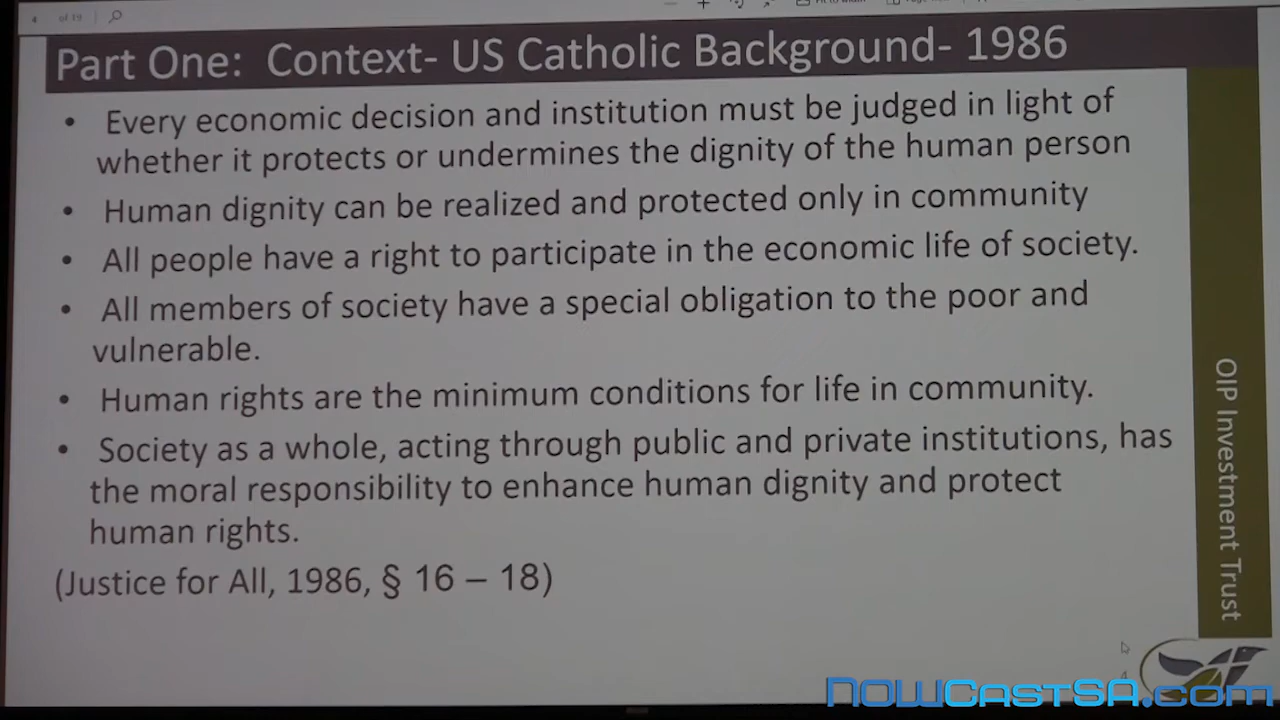 4 of 19
Part One: Context- US Catholic Background- 1986
• Every economic decision and institution must be judged in light of
whether it protects or undermines the dignity of the human person
• Human dignity can be realized and protected only in community
• All people have a right to participate in the economic life of society.
• All members of society have a special obligation to the poor and
vulnerable.
• Human rights are the minimum conditions for life in community.
• Society as a whole, acting through public and private institutions, has
the moral responsibility to enhance human dignity and protect
human rights.
(Justice for All, 1986, § 16 – 18)
OIP Investment Trust
4
NOWCastSA.com